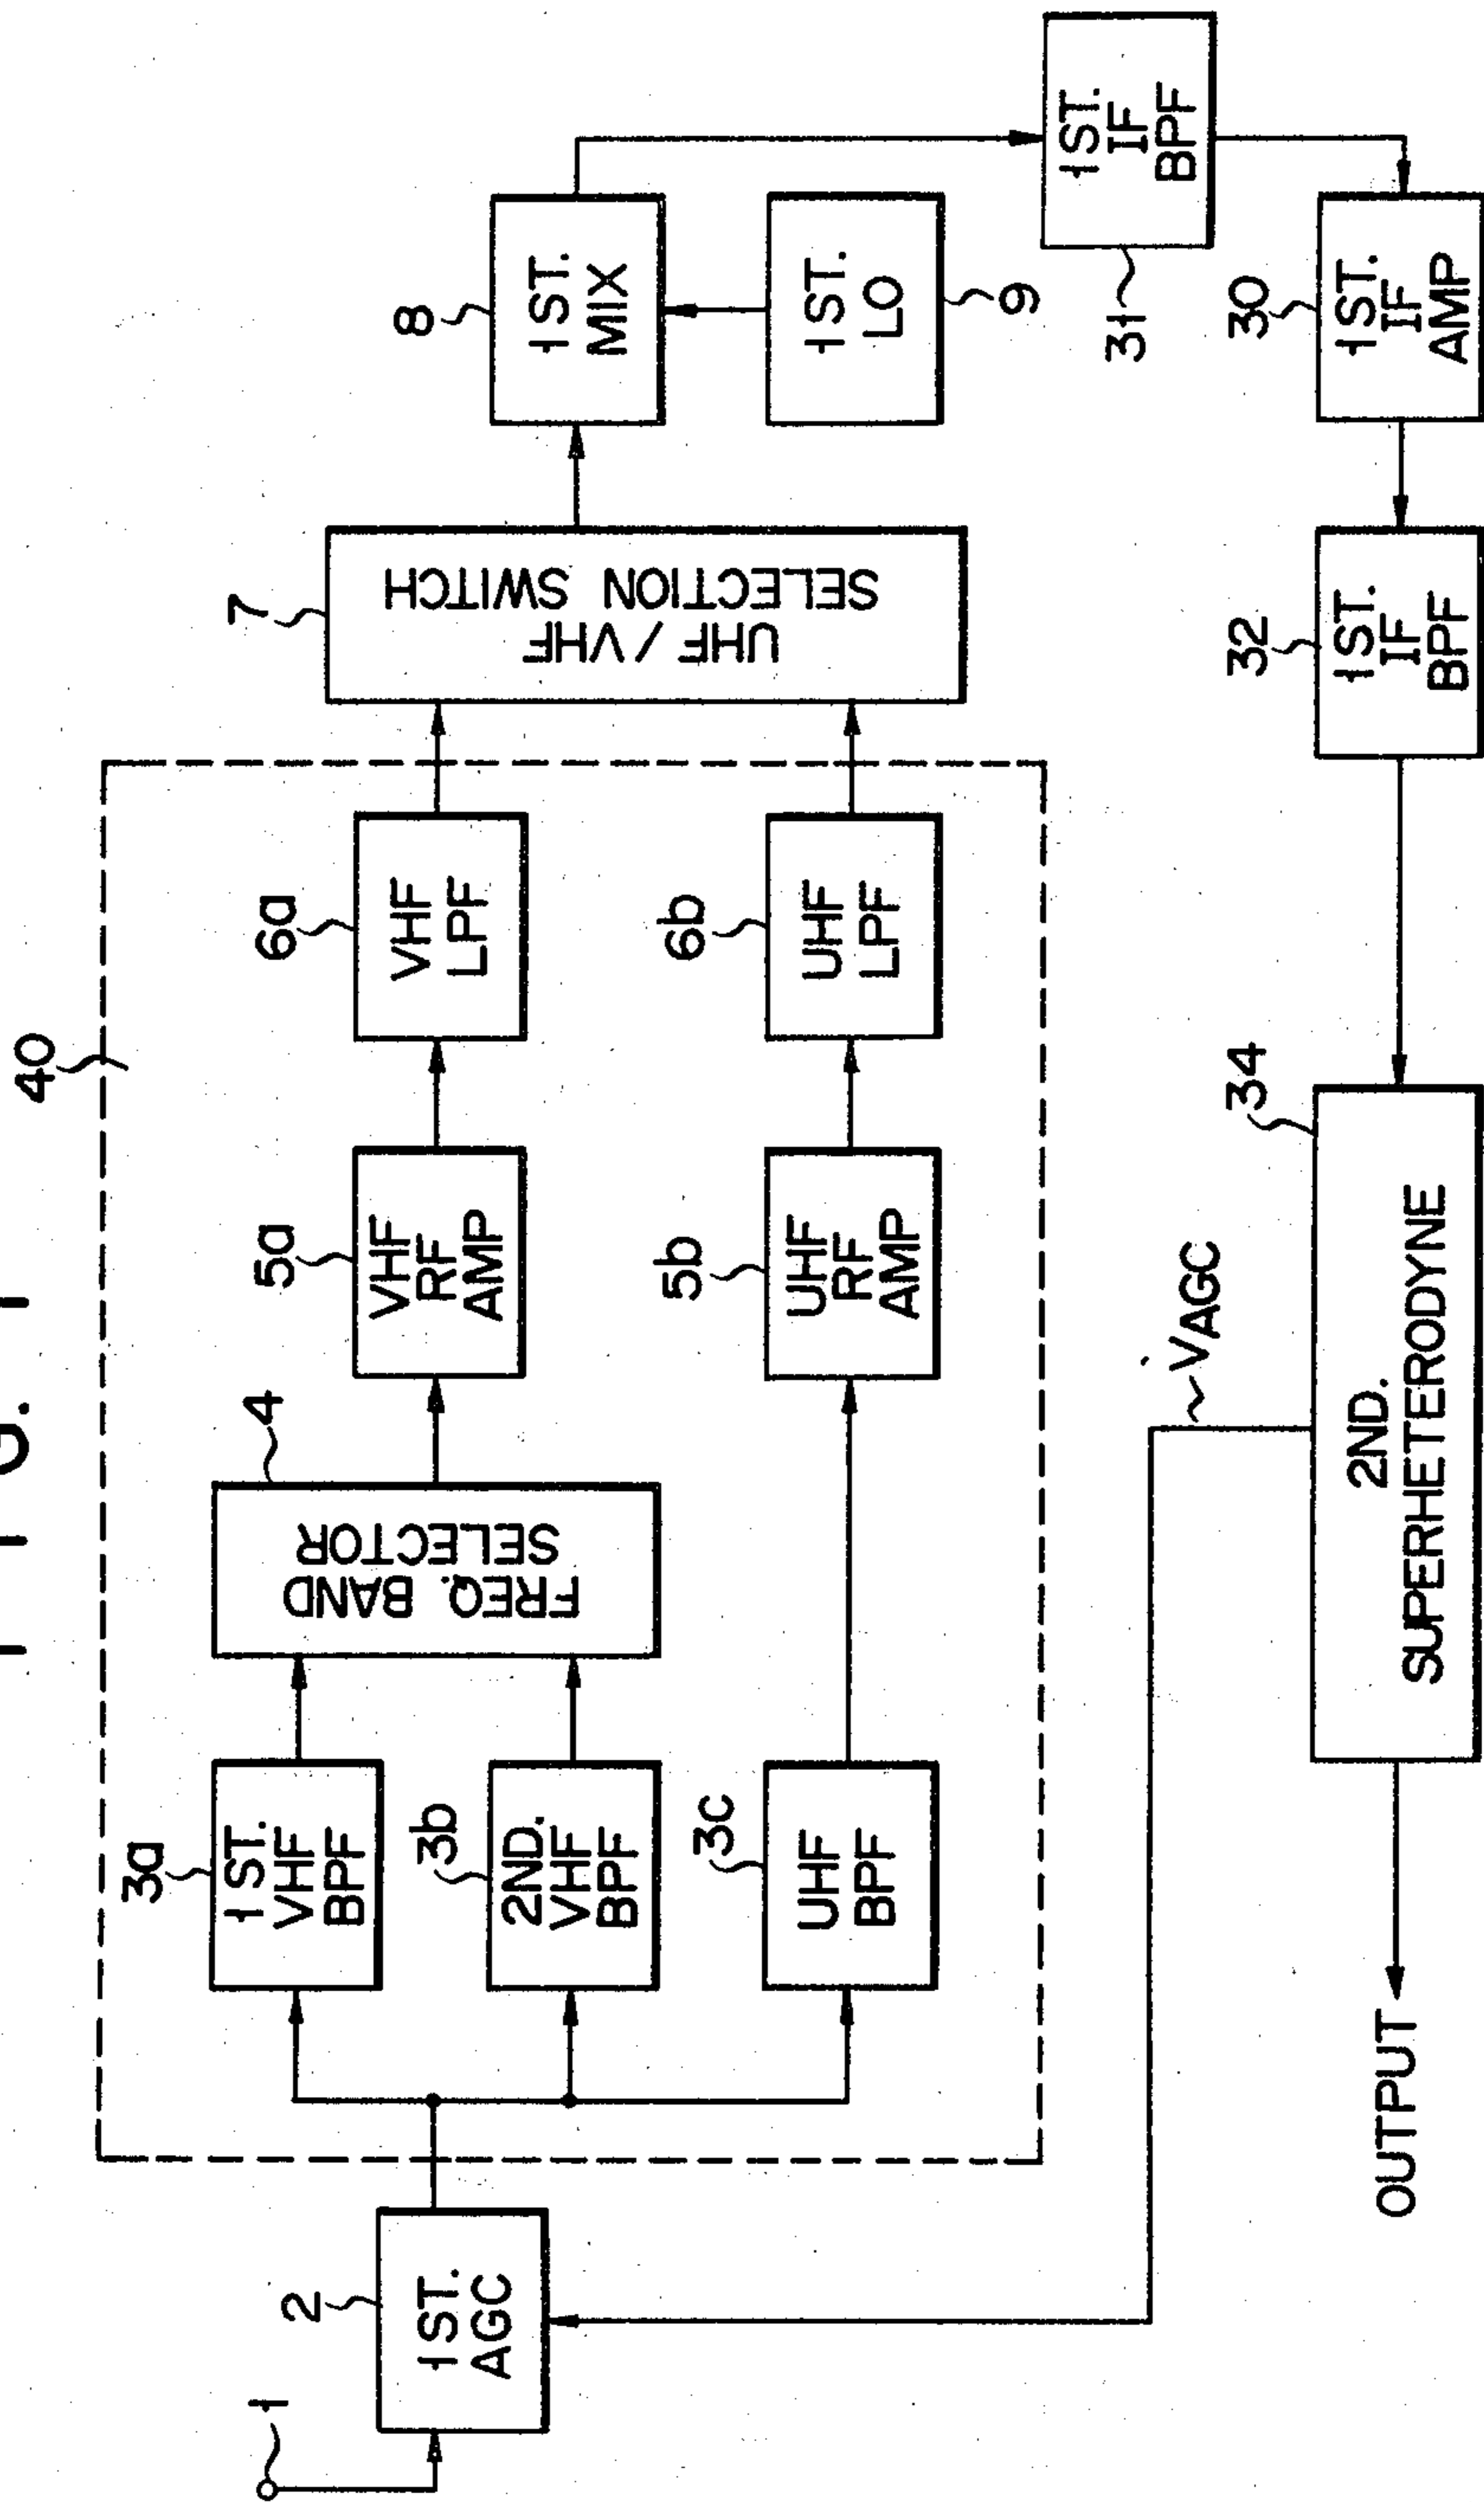 40
1
2
1ST.
AGC
3a
1ST.
VHF
BPF
3b
2ND.
VHF
BPF
3c
UHF
BPF
4
FREQ. BAND
SELECTOR
5a
VHF
RF
AMP
5b
UHF
RF
AMP
6a
VHF
LPF
6b
UHF
LPF
7
UHF/VHF
SELECTION SWITCH
8
1ST.
MIX
1ST.
LO
9
1ST.
IF
BPF
31
30
1ST.
IF
AMP
32
1ST.
IF
BPF
34
2ND.
SUPERHETERODYNE
VAGC
OUTPUT